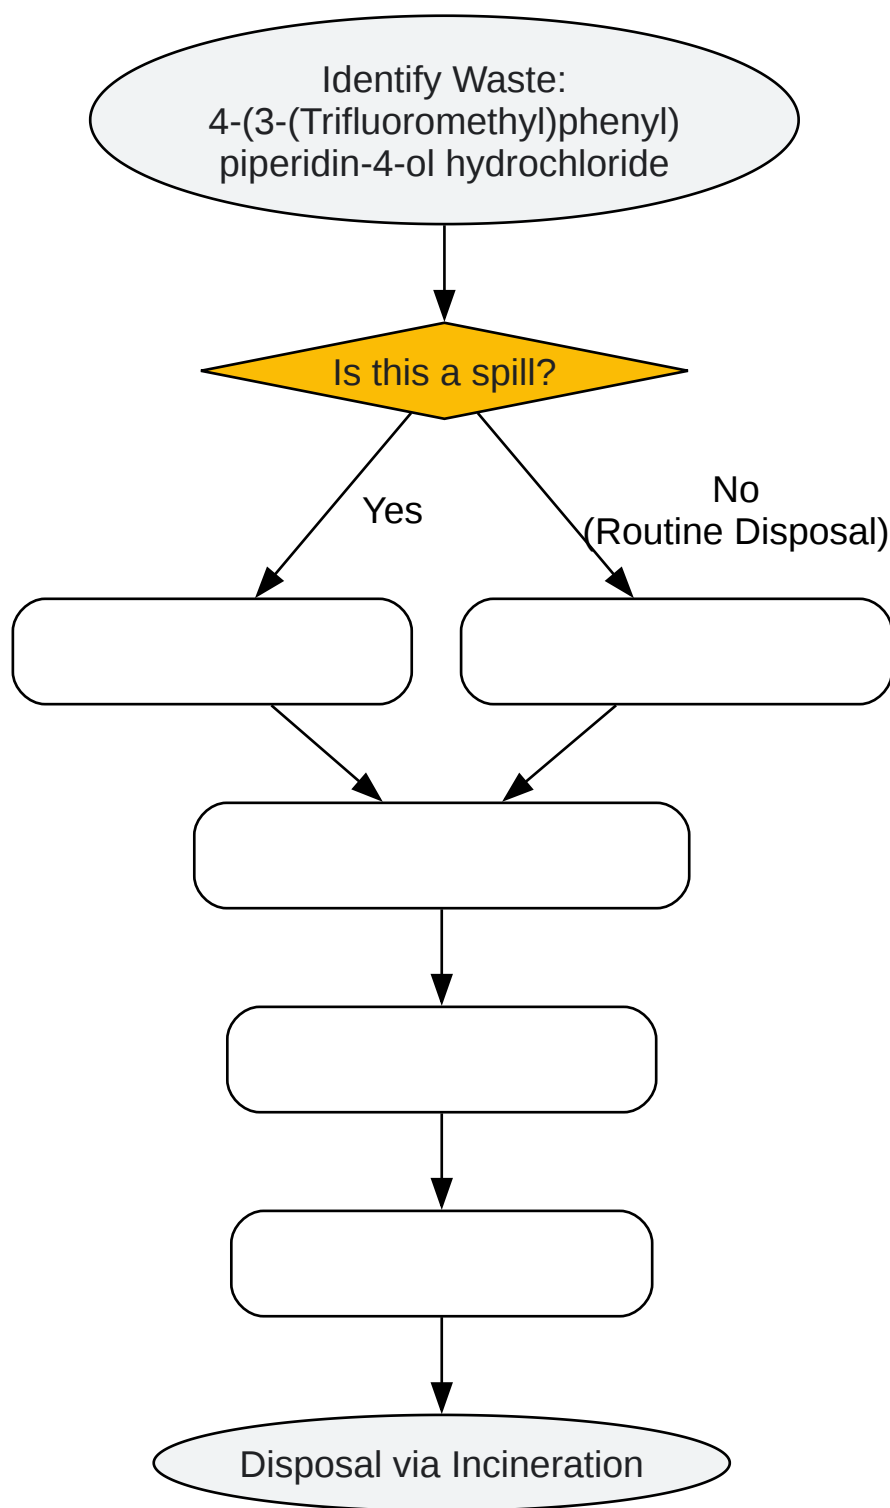 Identify Waste:
4-(3-(Trifluoromethyl)phenyl)
piperidin-4-ol hydrochloride
Is this a spill?
Yes
No
(Routine Disposal)
Disposal via Incineration